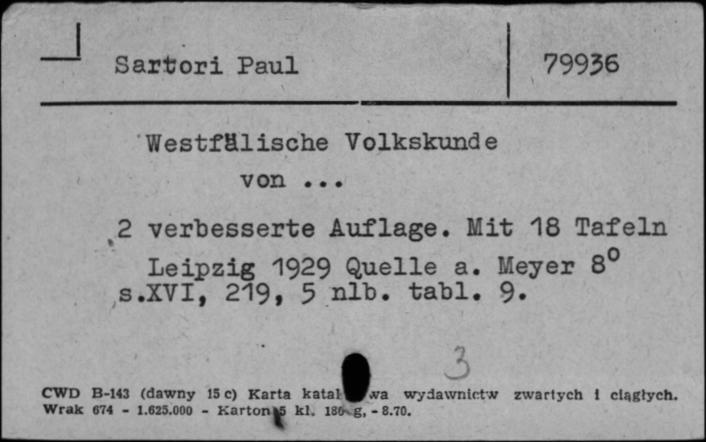 Sartori Paul 79936
Westfälische Volkskunde
von ...
2 verbesserte Auflage. Mit 18 Tafeln
Leipzig 1929 Quelle a. Meyer 8º
s.XVI, 219, 5 nlb. tabl. 9.
3
CWD B-143 (dawny 15 c) Karta wydawnictw zwartych i ciągłych.
Wrak 674 - 1.625.000 - Karton kl. g, - 8.70.